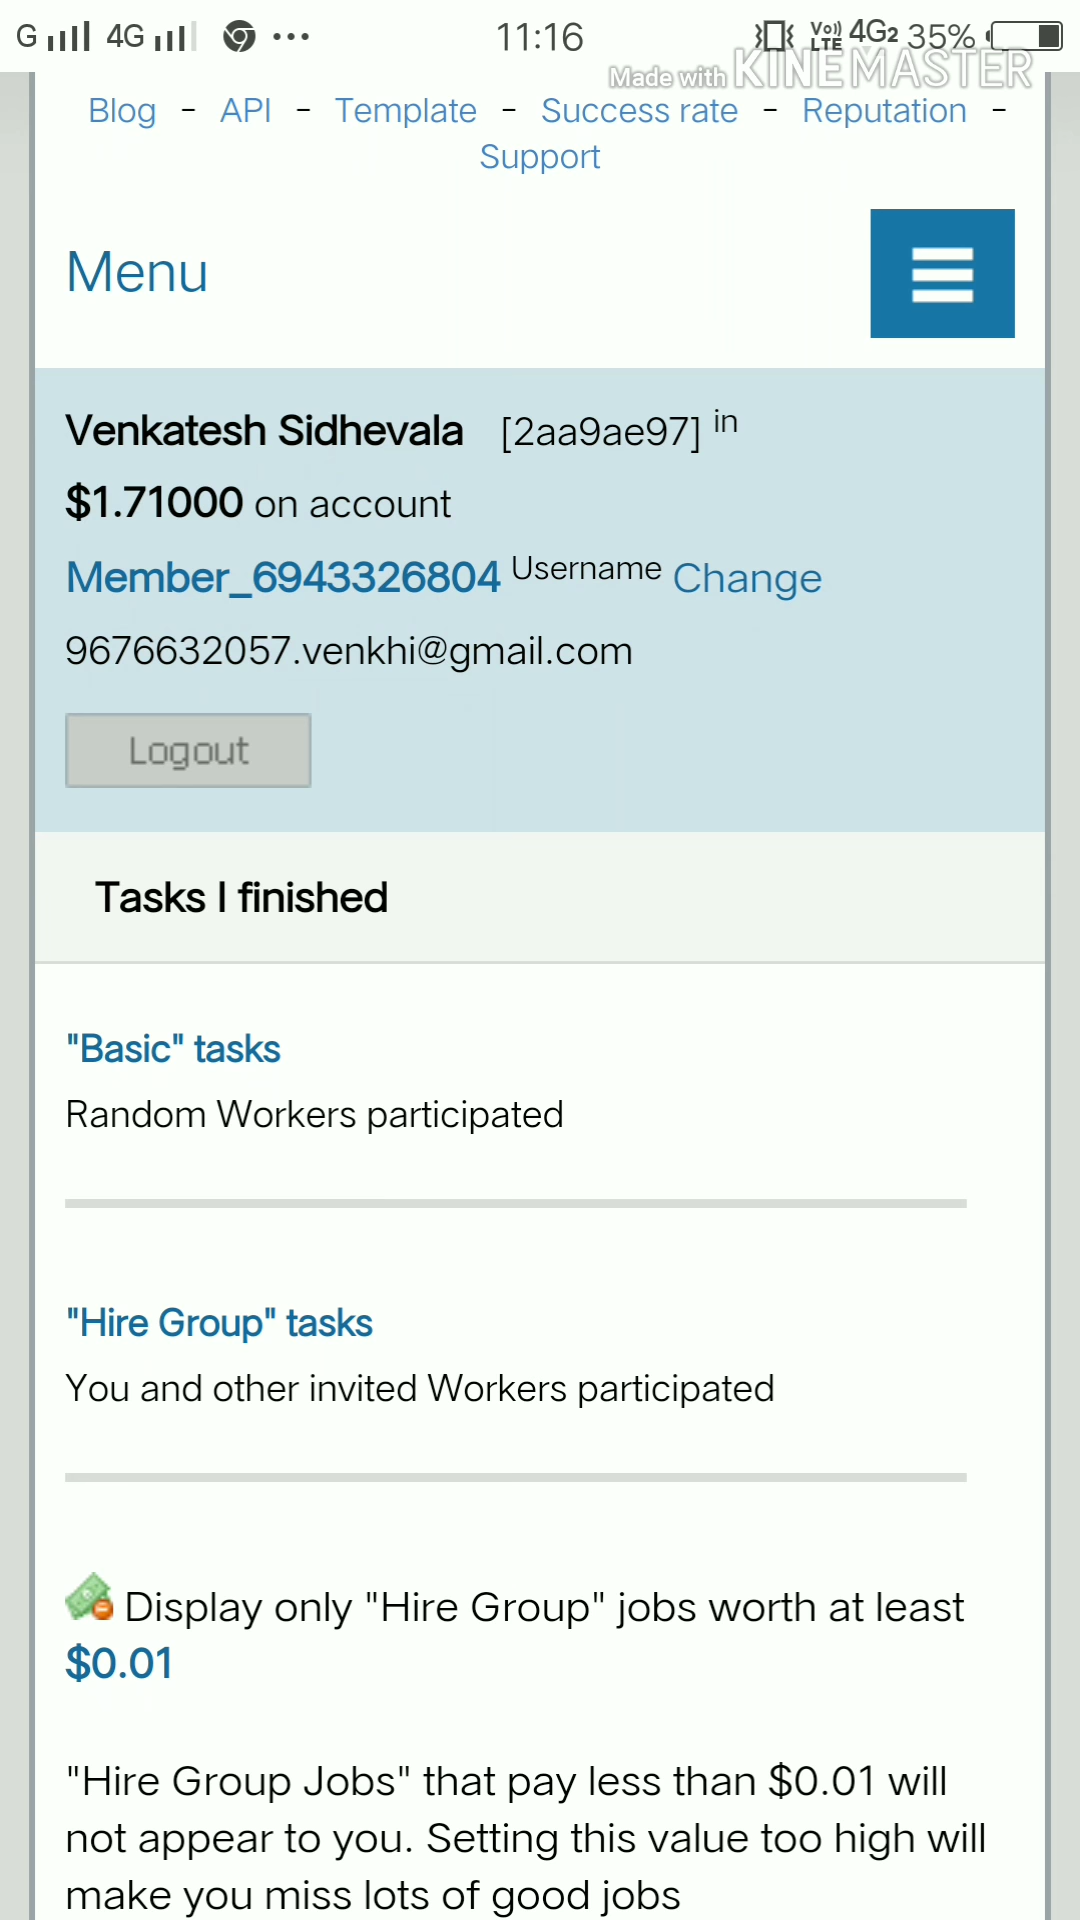 G 4G 11:16 Vo)) LTE 4G2 35%
Made with KINEMASTER
Blog - API - Template - Success rate - Reputation -
Support
Menu
Venkatesh Sidhevala [2aa9ae97] in
$1.71000 on account
Member_6943326804 Username Change
9676632057.venkhi@gmail.com
Logout
Tasks I finished
"Basic" tasks
Random Workers participated
"Hire Group" tasks
You and other invited Workers participated
Display only "Hire Group" jobs worth at least
$0.01
"Hire Group Jobs" that pay less than $0.01 will
not appear to you. Setting this value too high will
make you miss lots of good jobs